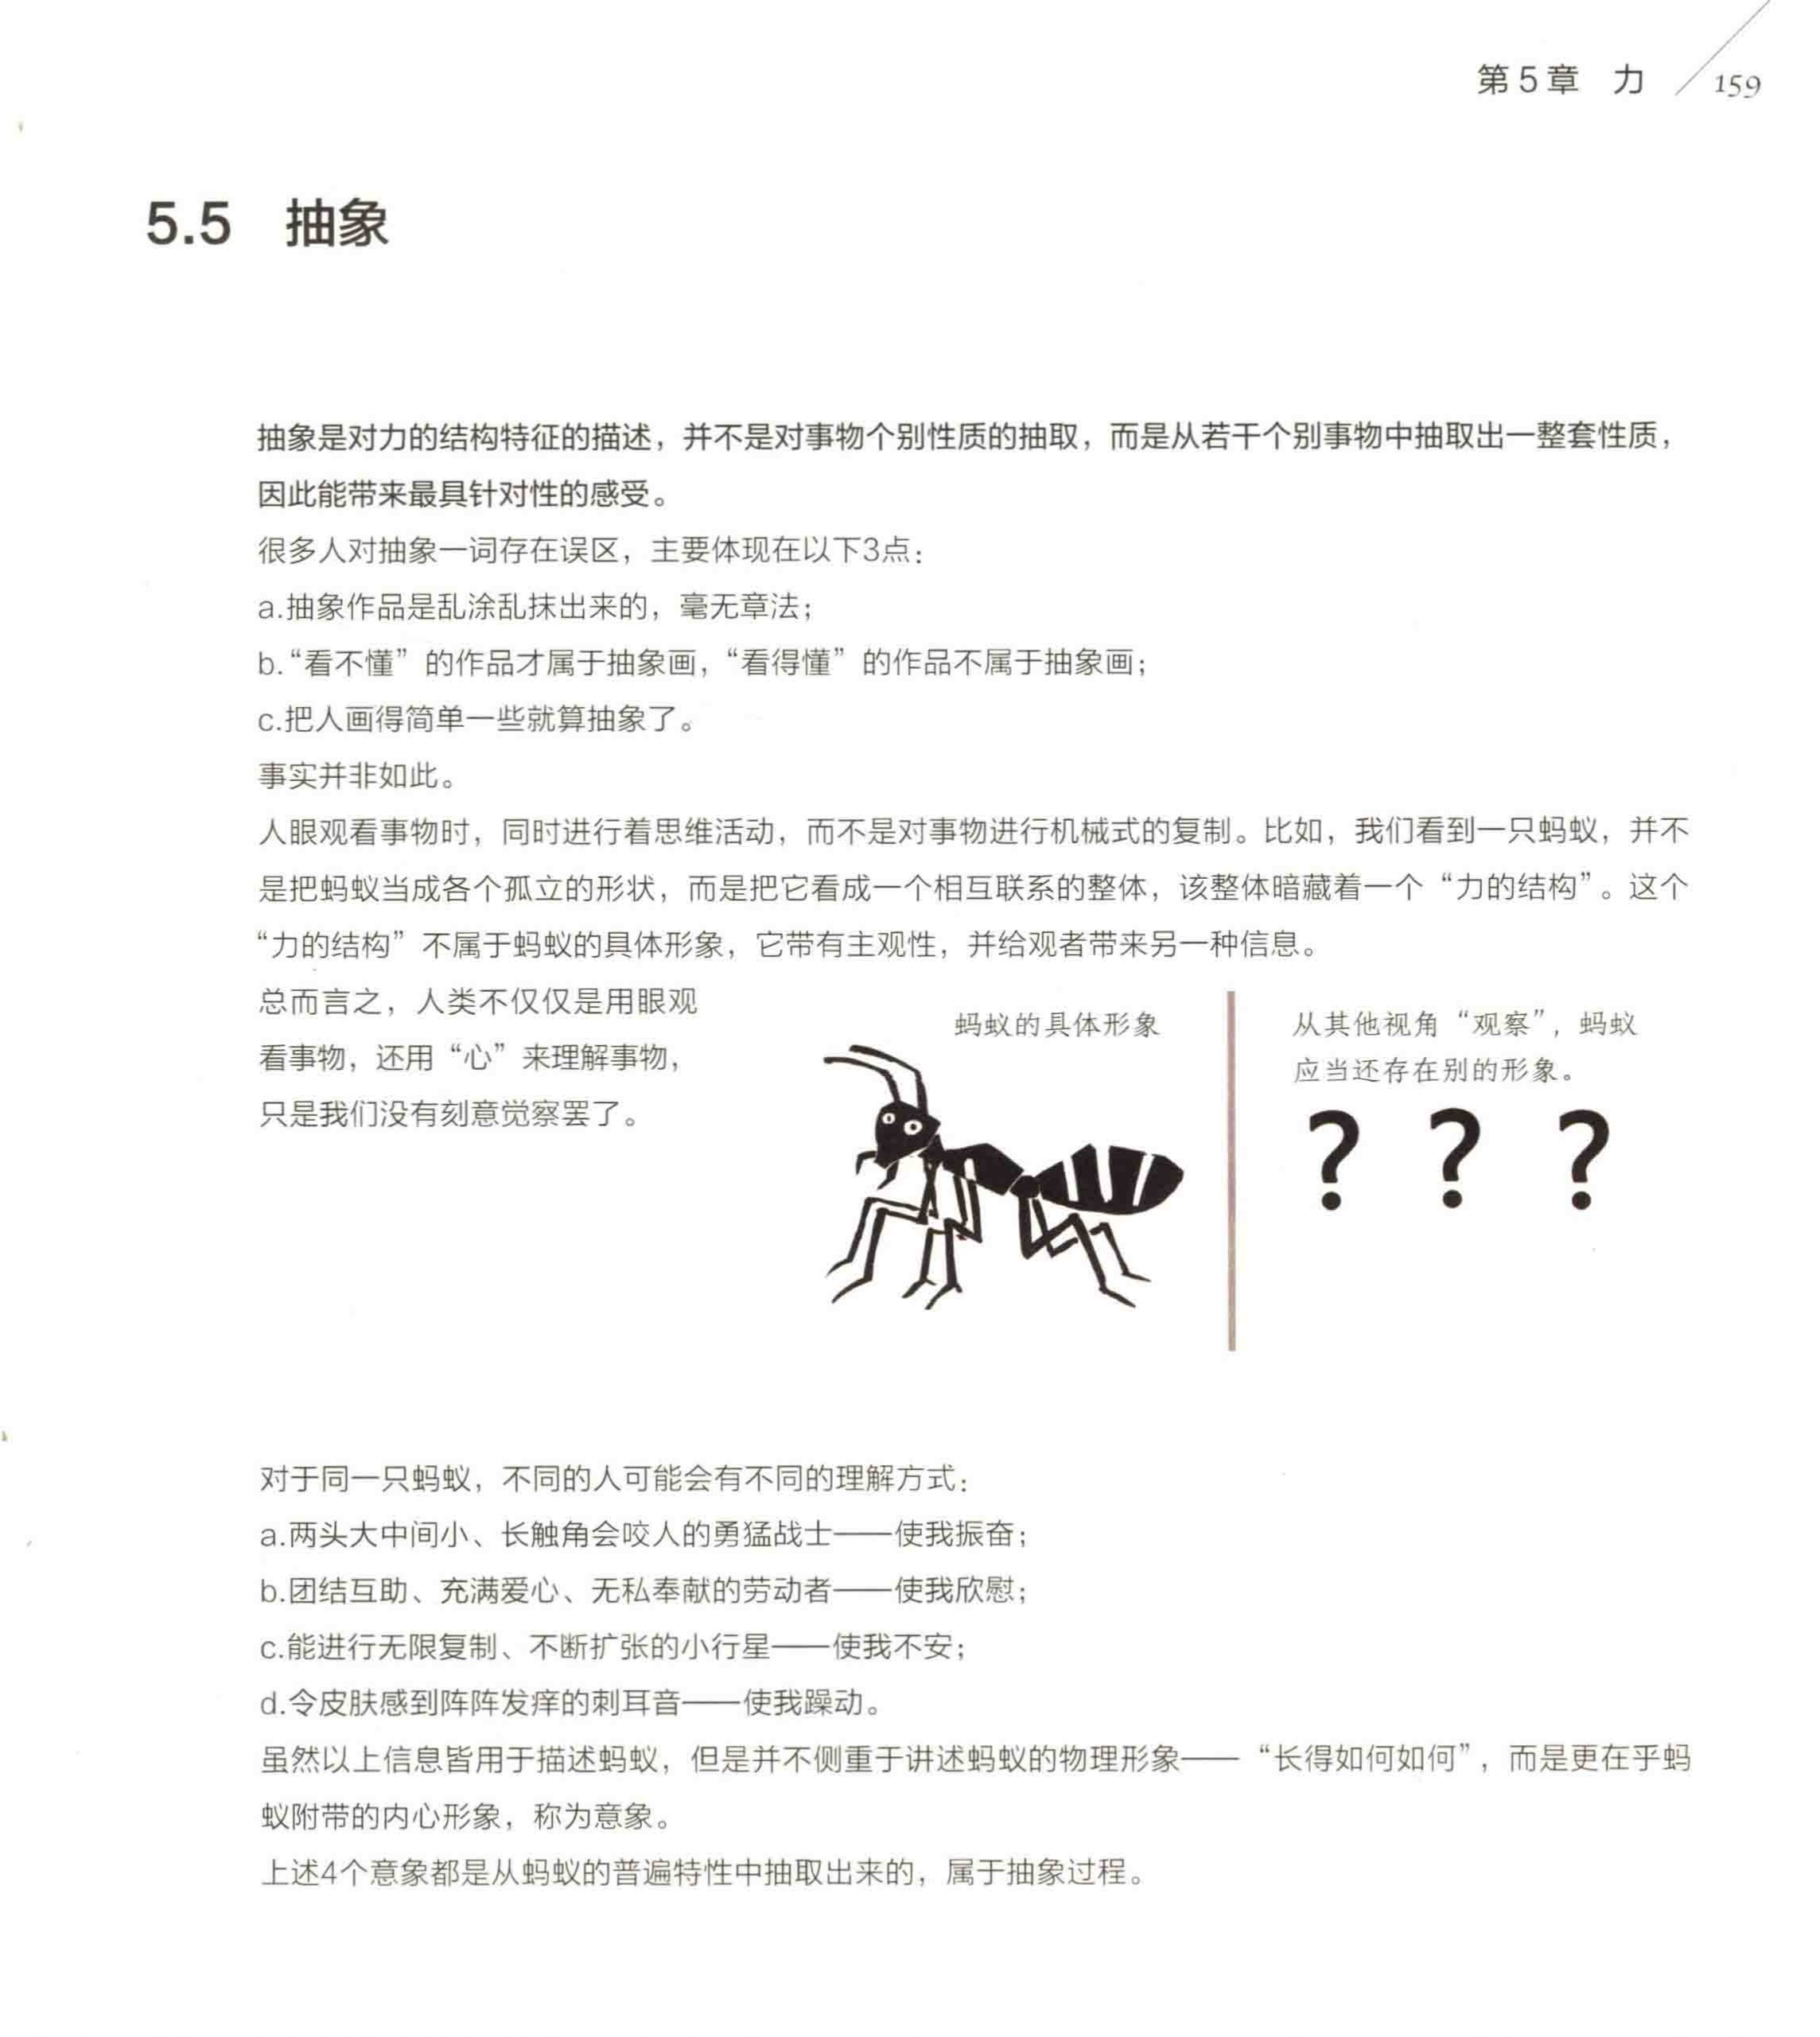 第5章 力 159
5.5 抽象
抽象是对力的结构特征的描述，并不是对事物个别性质的抽取，而是从若干个别事物中抽取出一整套性质，
因此能带来最具针对性的感受。
很多人对抽象一词存在误区，主要体现在以下3点：
a.抽象作品是乱涂乱抹出来的，毫无章法；
b.“看不懂”的作品才属于抽象画，“看得懂”的作品不属于抽象画；
c.把人画得简单一些就算抽象了。
事实并非如此。
人眼观看事物时，同时进行着思维活动，而不是对事物进行机械式的复制。比如，我们看到一只蚂蚁，并不
是把蚂蚁当成各个孤立的形状，而是把它看成一个相互联系的整体，该整体暗藏着一个“力的结构”。这个
“力的结构”不属于蚂蚁的具体形象，它带有主观性，并给观者带来另一种信息。
总而言之，人类不仅仅是用眼观
看事物，还用“心”来理解事物，
只是我们没有刻意觉察罢了。
蚂蚁的具体形象
从其他视角“观察”，蚂蚁
应当还存在别的形象。
? ? ?
对于同一只蚂蚁，不同的人可能会有不同的理解方式：
a.两头大中间小、长触角会咬人的勇猛战士——使我振奋；
b.团结互助、充满爱心、无私奉献的劳动者——使我欣慰；
c.能进行无限复制、不断扩张的小行星——使我不安；
d.令皮肤感到阵阵发痒的刺耳音——使我躁动。
虽然以上信息皆用于描述蚂蚁，但是并不侧重于讲述蚂蚁的物理形象——“长得如何如何”，而是更在乎蚂
蚁附带的内心形象，称为意象。
上述4个意象都是从蚂蚁的普遍特性中抽取出来的，属于抽象过程。